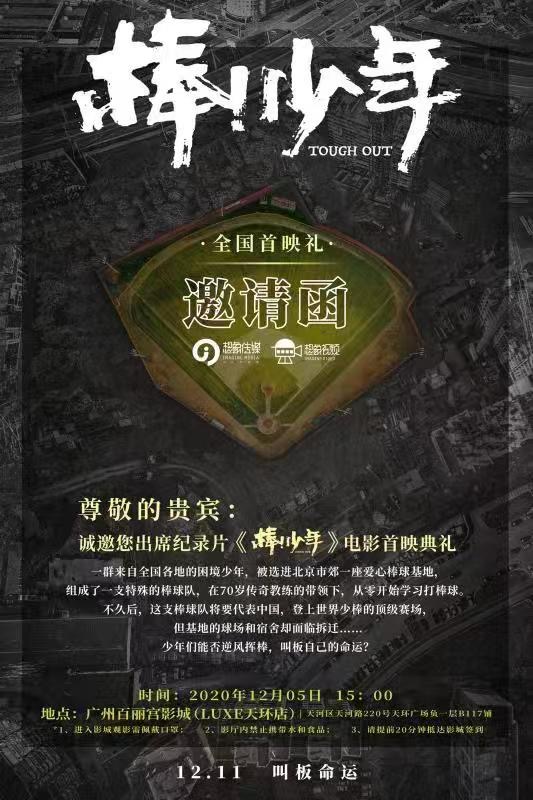 棒!少年
TOUGH OUT
·全国首映礼·
邀请函
超象传媒
IMAGINE MEDIA
超象视频
IMAGINE VIDEO
尊敬的贵宾：
诚邀您出席纪录片《棒!少年》电影首映典礼
一群来自全国各地的困境少年，被选进北京市郊一座爱心棒球基地，
组成了一支特殊的棒球队，在70岁传奇教练的带领下，从零开始学习打棒球。
不久后，这支棒球队将要代表中国，登上世界少棒的顶级赛场，
但基地的球场和宿舍却面临拆迁……
少年们能否逆风挥棒，叫板自己的命运？
时间：2020年12月05日 15：00
地点：广州百丽宫影城(LUXE天环店) | 天河区天河路220号天环广场负一层B117铺
*1、进入影城观影需佩戴口罩； 2、影厅内禁止携带水和食品； 3、请提前20分钟抵达影城签到
12.11 叫板命运